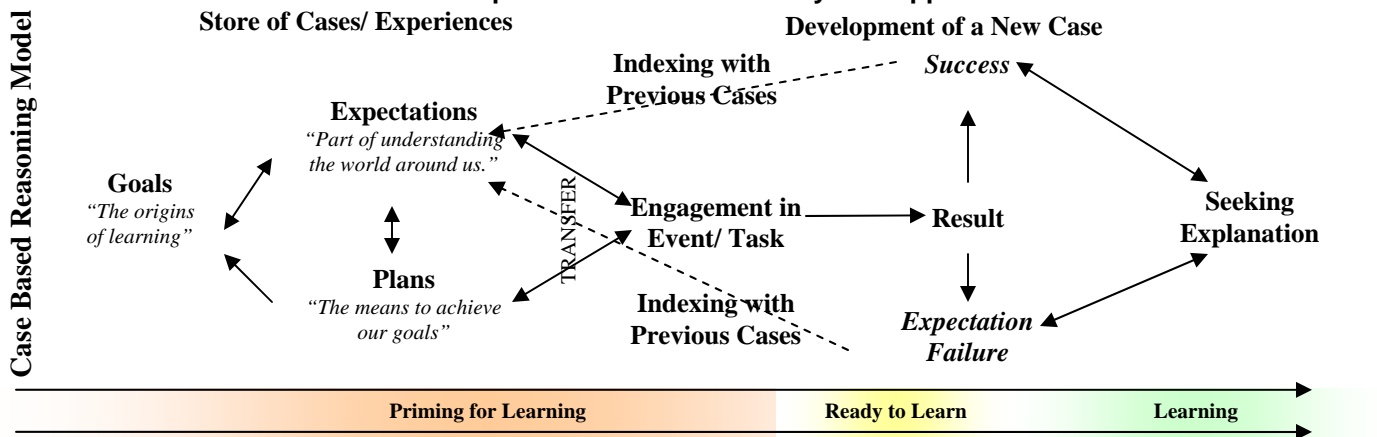 Store of Cases/ Experiences
Development of a New Case
Case Based Reasoning Model
Indexing with
Previous Cases
Success
Expectations
“Part of understanding
the world around us.”
Goals
“The origins
of learning”
TRANSFER
Engagement in
Event/ Task
Result
Seeking
Explanation
Plans
“The means to achieve
our goals”
Indexing with
Previous Cases
Expectation
Failure
Priming for Learning
Ready to Learn
Learning